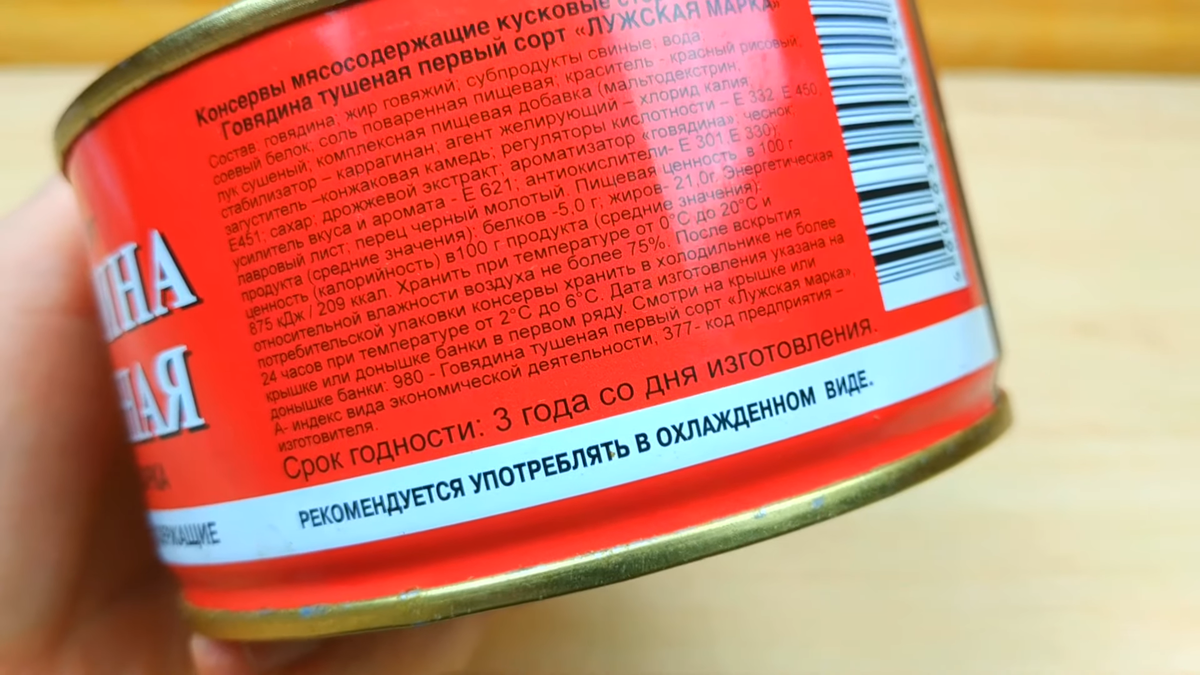 Консервы мясосодержащие кусковые
Говядина тушеная первый сорт «ЛУЖСКАЯ МАРКА»
Состав: говядина; жир говяжий; субпродукты свиные; вода;
соевый белок; соль поваренная пищевая; краситель - красный рисовый;
лук сушеный; комплексная пищевая добавка (мальтодекстрин,
стабилизатор – каррагинан; агент желирующий – хлорид калия,
загуститель –конжаковая камедь; регуляторы кислотности – Е 332, Е 450,
Е451; сахар; дрожжевой экстракт; ароматизатор «говядина»; чеснок;
усилитель вкуса и аромата - Е 621; антиокислители- Е 301,Е 330);
лавровый лист; перец черный молотый. Пищевая ценность в 100 г
продукта (средние значения): белков -5,0 г; жиров- 21,0г. Энергетическая
ценность (калорийность) в100 г продукта (средние значения):
875 кДж / 209 ккал. Хранить при температуре от 0°С до 20°С и
относительной влажности воздуха не более 75%. После вскрытия
потребительской упаковки консервы хранить в холодильнике не более
24 часов при температуре от 2°С до 6°С. Дата изготовления указана на
крышке или донышке банки в первом ряду. Смотри на крышке или
донышке банки: 980 - Говядина тушеная первый сорт «Лужская марка»,
А- индекс вида экономической деятельности, 377- код предприятия –
изготовителя.
Срок годности: 3 года со дня изготовления.
РЕКОМЕНДУЕТСЯ УПОТРЕБЛЯТЬ В ОХЛАЖДЕННОМ ВИДЕ.